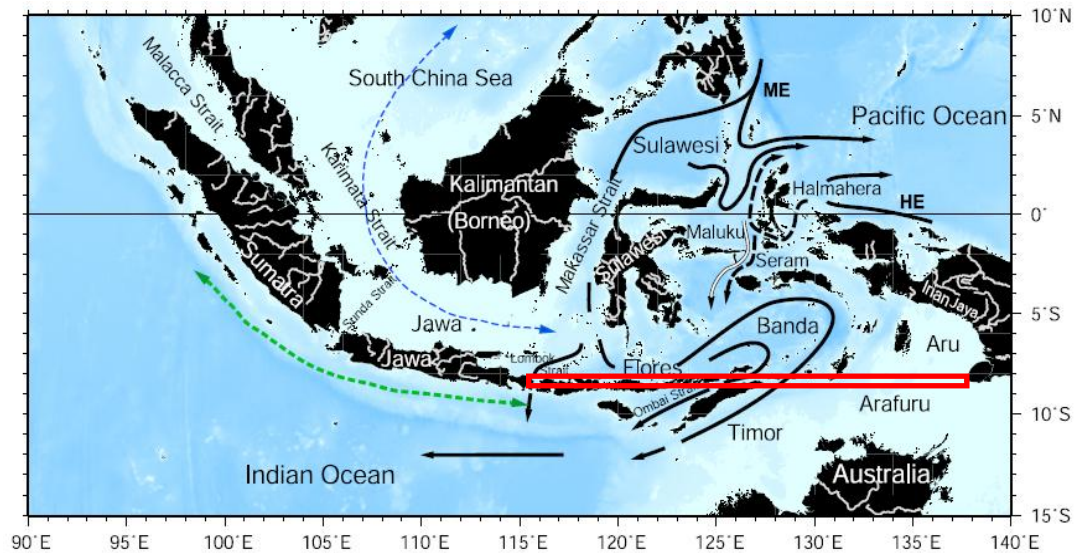 10°N
5°N
0°
5°S
10°S
15°S
90°E
95°E
100°E
105°E
110°E
115°E
120°E
125°E
130°E
135°E
140°E
Malacca Strait
South China Sea
ME
Pacific Ocean
Sulawesi
Karimata Strait
Kalimantan
(Borneo)
Makassar Strait
Halmahera
HE
Maluku
Sulawesi
Seram
Sumatra
Sunda Strait
Irian Jaya
Jawa
Banda
Aru
Jawa
Lombok
Strait
Flores
Ombai Strait
Arafuru
Timor
Indian Ocean
Australia